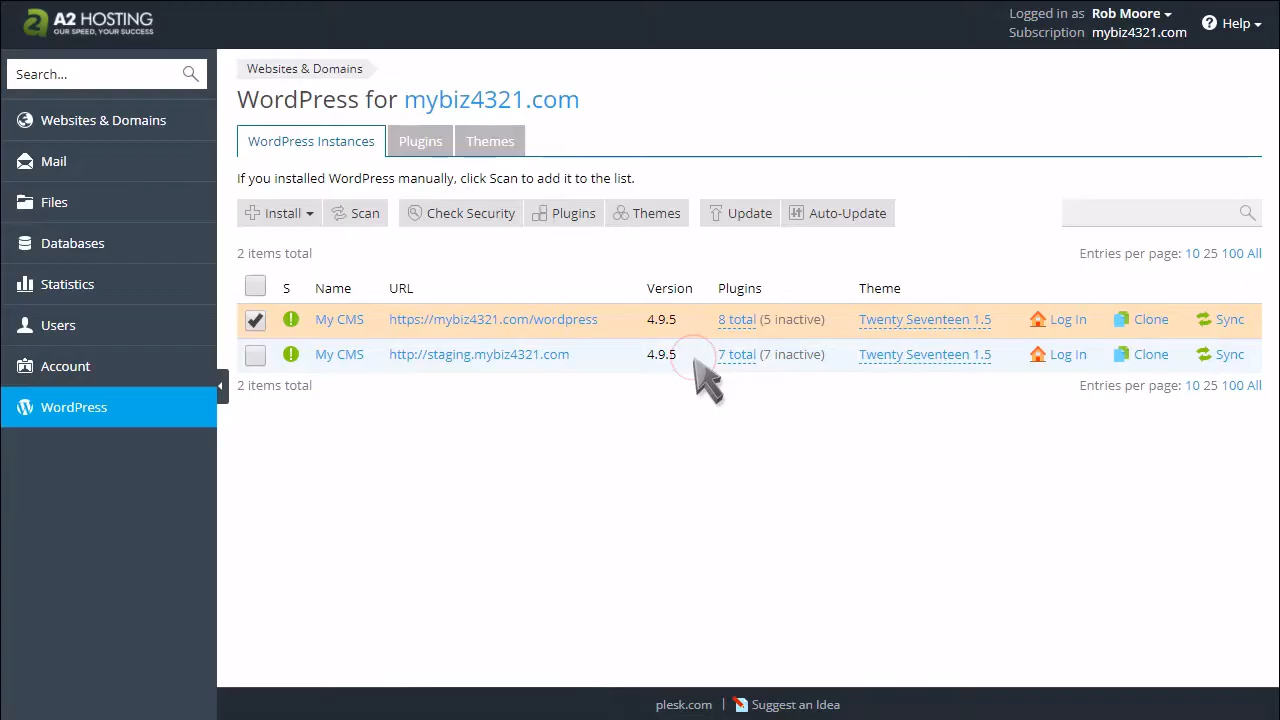 A2 HOSTING
OUR SPEED, YOUR SUCCESS
Logged in as Rob Moore
Subscription mybiz4321.com
Help
Search...
Websites & Domains
Mail
Files
Databases
Statistics
Users
Account
WordPress
Websites & Domains
WordPress for mybiz4321.com
WordPress Instances Plugins Themes
If you installed WordPress manually, click Scan to add it to the list.
Install Scan Check Security Plugins Themes Update Auto-Update
2 items total Entries per page: 10 25 100 All
S Name URL Version Plugins Theme
My CMS https://mybiz4321.com/wordpress 4.9.5 8 total (5 inactive) Twenty Seventeen 1.5 Log In Clone Sync
My CMS http://staging.mybiz4321.com 4.9.5 7 total (7 inactive) Twenty Seventeen 1.5 Log In Clone Sync
2 items total Entries per page: 10 25 100 All
plesk.com | Suggest an Idea